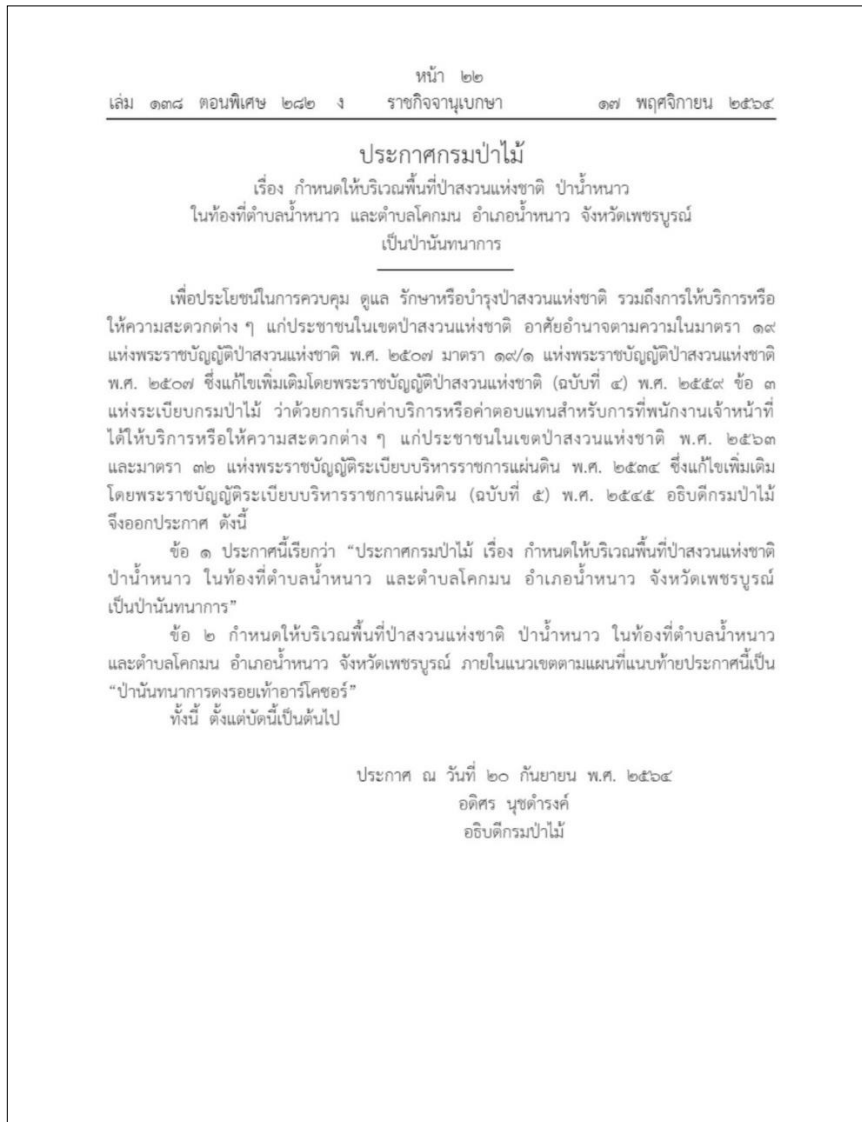 หน้า ๒๒
เล่ม ๑๓๘ ตอนพิเศษ ๒๘๒ ง ราชกิจจานุเบกษา ๑๗ พฤศจิกายน ๒๕๖๔
ประกาศกรมป่าไม้
เรื่อง กำหนดให้บริเวณพื้นที่ป่าสงวนแห่งชาติ ป่าน้ำหนาว
ในท้องที่ตำบลน้ำหนาว และตำบลโคกมน อำเภอน้ำหนาว จังหวัดเพชรบูรณ์
เป็นป่านันทนาการ
เพื่อประโยชน์ในการควบคุม ดูแล รักษาหรือบำรุงป่าสงวนแห่งชาติ รวมถึงการให้บริการหรือ
ให้ความสะดวกต่าง ๆ แก่ประชาชนในเขตป่าสงวนแห่งชาติ อาศัยอำนาจตามความในมาตรา ๑๙
แห่งพระราชบัญญัติป่าสงวนแห่งชาติ พ.ศ. ๒๕๐๗ มาตรา ๑๙/๑ แห่งพระราชบัญญัติป่าสงวนแห่งชาติ
พ.ศ. ๒๕๐๗ ซึ่งแก้ไขเพิ่มเติมโดยพระราชบัญญัติป่าสงวนแห่งชาติ (ฉบับที่ ๔) พ.ศ. ๒๕๕๙ ข้อ ๓
แห่งระเบียบกรมป่าไม้ ว่าด้วยการเก็บค่าบริการหรือค่าตอบแทนสำหรับการที่พนักงานเจ้าหน้าที่
ได้ให้บริการหรือให้ความสะดวกต่าง ๆ แก่ประชาชนในเขตป่าสงวนแห่งชาติ พ.ศ. ๒๕๖๓
และมาตรา ๓๒ แห่งพระราชบัญญัติระเบียบบริหารราชการแผ่นดิน พ.ศ. ๒๕๓๔ ซึ่งแก้ไขเพิ่มเติม
โดยพระราชบัญญัติระเบียบบริหารราชการแผ่นดิน (ฉบับที่ ๕) พ.ศ. ๒๕๔๕ อธิบดีกรมป่าไม้
จึงออกประกาศ ดังนี้
ข้อ ๑ ประกาศนี้เรียกว่า “ประกาศกรมป่าไม้ เรื่อง กำหนดให้บริเวณพื้นที่ป่าสงวนแห่งชาติ
ป่าน้ำหนาว ในท้องที่ตำบลน้ำหนาว และตำบลโคกมน อำเภอน้ำหนาว จังหวัดเพชรบูรณ์
เป็นป่านันทนาการ”
ข้อ ๒ กำหนดให้บริเวณพื้นที่ป่าสงวนแห่งชาติ ป่าน้ำหนาว ในท้องที่ตำบลน้ำหนาว
และตำบลโคกมน อำเภอน้ำหนาว จังหวัดเพชรบูรณ์ ภายในแนวเขตตามแผนที่แนบท้ายประกาศนี้เป็น
“ป่านันทนาการดงรอยเท้าอาร์โคซอร์”
ทั้งนี้ ตั้งแต่บัดนี้เป็นต้นไป
ประกาศ ณ วันที่ ๒๐ กันยายน พ.ศ. ๒๕๖๔
อดิศร นุชดำรงค์
อธิบดีกรมป่าไม้